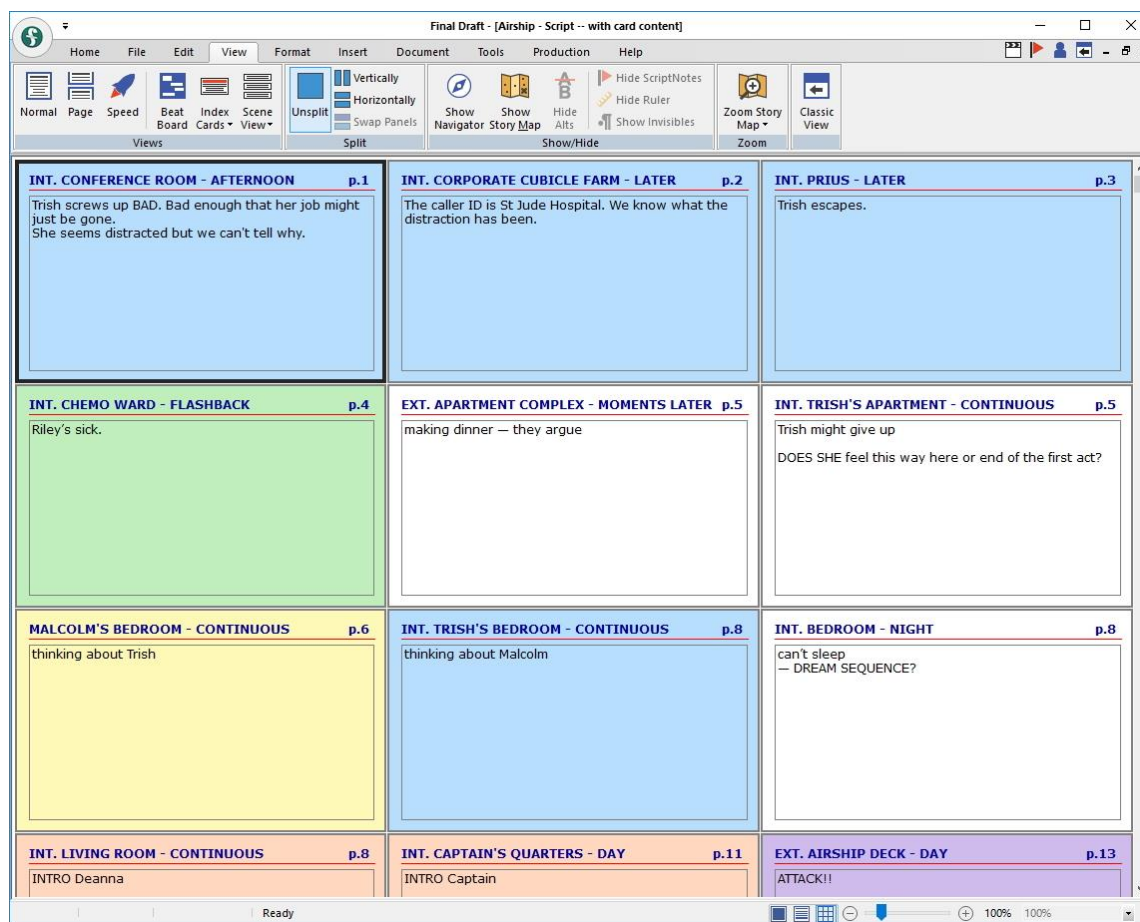 Final Draft - [Airship - Script -- with card content]
Home File Edit View Format Insert Document Tools Production Help
Normal Page Speed Beat Board Index Cards Scene View
Views
Unsplit Vertically Horizontally Swap Panels
Split
Show Navigator Show Story Map Hide Alts Hide ScriptNotes Hide Ruler Show Invisibles
Show/Hide
Zoom Story Map
Zoom
Classic View
INT. CONFERENCE ROOM - AFTERNOON p.1
Trish screws up BAD. Bad enough that her job might
just be gone.
She seems distracted but we can't tell why.
INT. CORPORATE CUBICLE FARM - LATER p.2
The caller ID is St Jude Hospital. We know what the
distraction has been.
INT. PRIUS - LATER p.3
Trish escapes.
INT. CHEMO WARD - FLASHBACK p.4
Riley's sick.
EXT. APARTMENT COMPLEX - MOMENTS LATER p.5
making dinner — they argue
INT. TRISH'S APARTMENT - CONTINUOUS p.5
Trish might give up
DOES SHE feel this way here or end of the first act?
MALCOLM'S BEDROOM - CONTINUOUS p.6
thinking about Trish
INT. TRISH'S BEDROOM - CONTINUOUS p.8
thinking about Malcolm
INT. BEDROOM - NIGHT p.8
can't sleep
— DREAM SEQUENCE?
INT. LIVING ROOM - CONTINUOUS p.8
INTRO Deanna
INT. CAPTAIN'S QUARTERS - DAY p.11
INTRO Captain
EXT. AIRSHIP DECK - DAY p.13
ATTACK!!
Ready 100% 100%